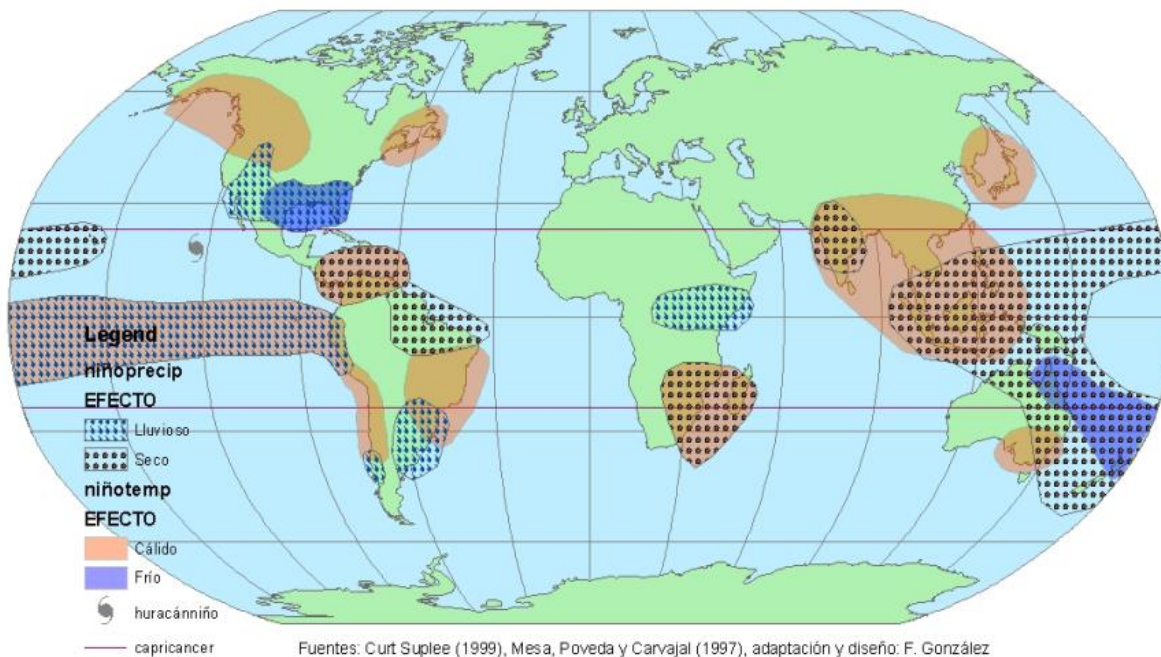 Legend
niñoprecip
EFECTO
Lluvioso
Seco
niñotemp
EFECTO
Cálido
Frío
huracánniño
capricancer
Fuentes: Curt Suplee (1999), Mesa, Poveda y Carvajal (1997), adaptación y diseño: F. González